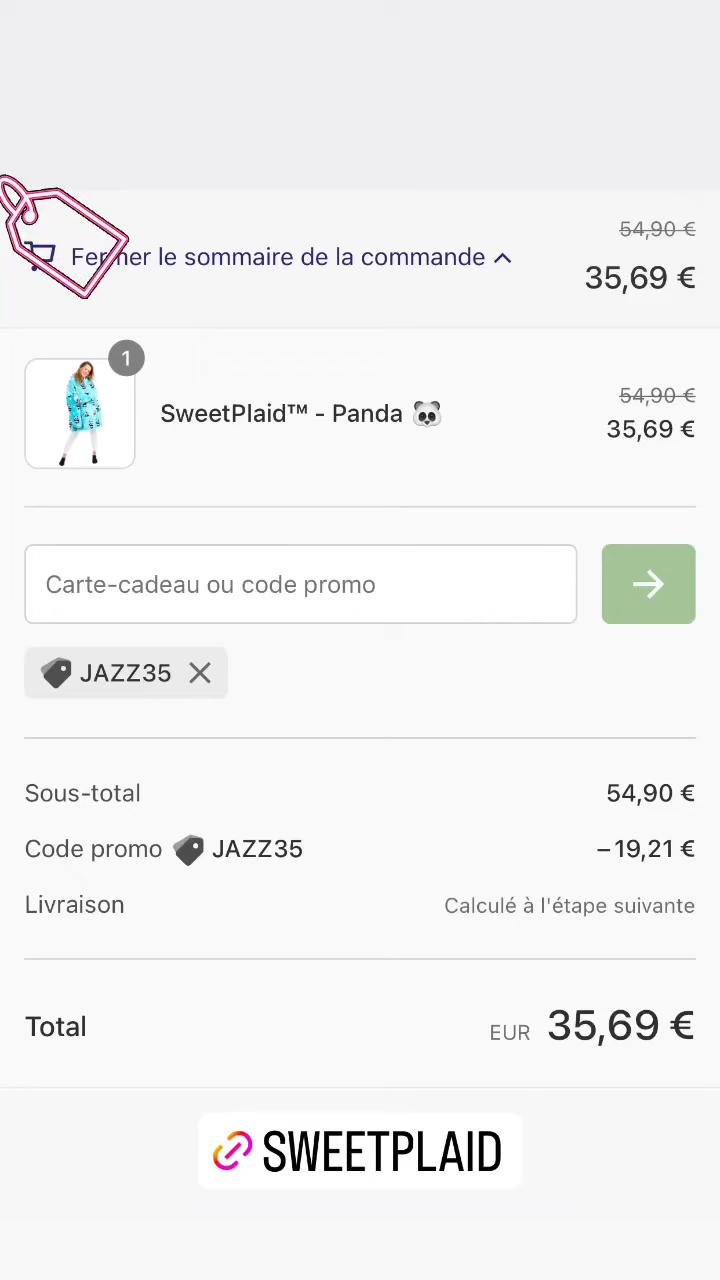 54,90 €
Fermer le sommaire de la commande
35,69 €
1
54,90 €
SweetPlaid™ - Panda 🐼
35,69 €
Carte-cadeau ou code promo
JAZZ35
Sous-total 54,90 €
Code promo JAZZ35 −19,21 €
Livraison Calculé à l'étape suivante
Total EUR 35,69 €
SWEETPLAID